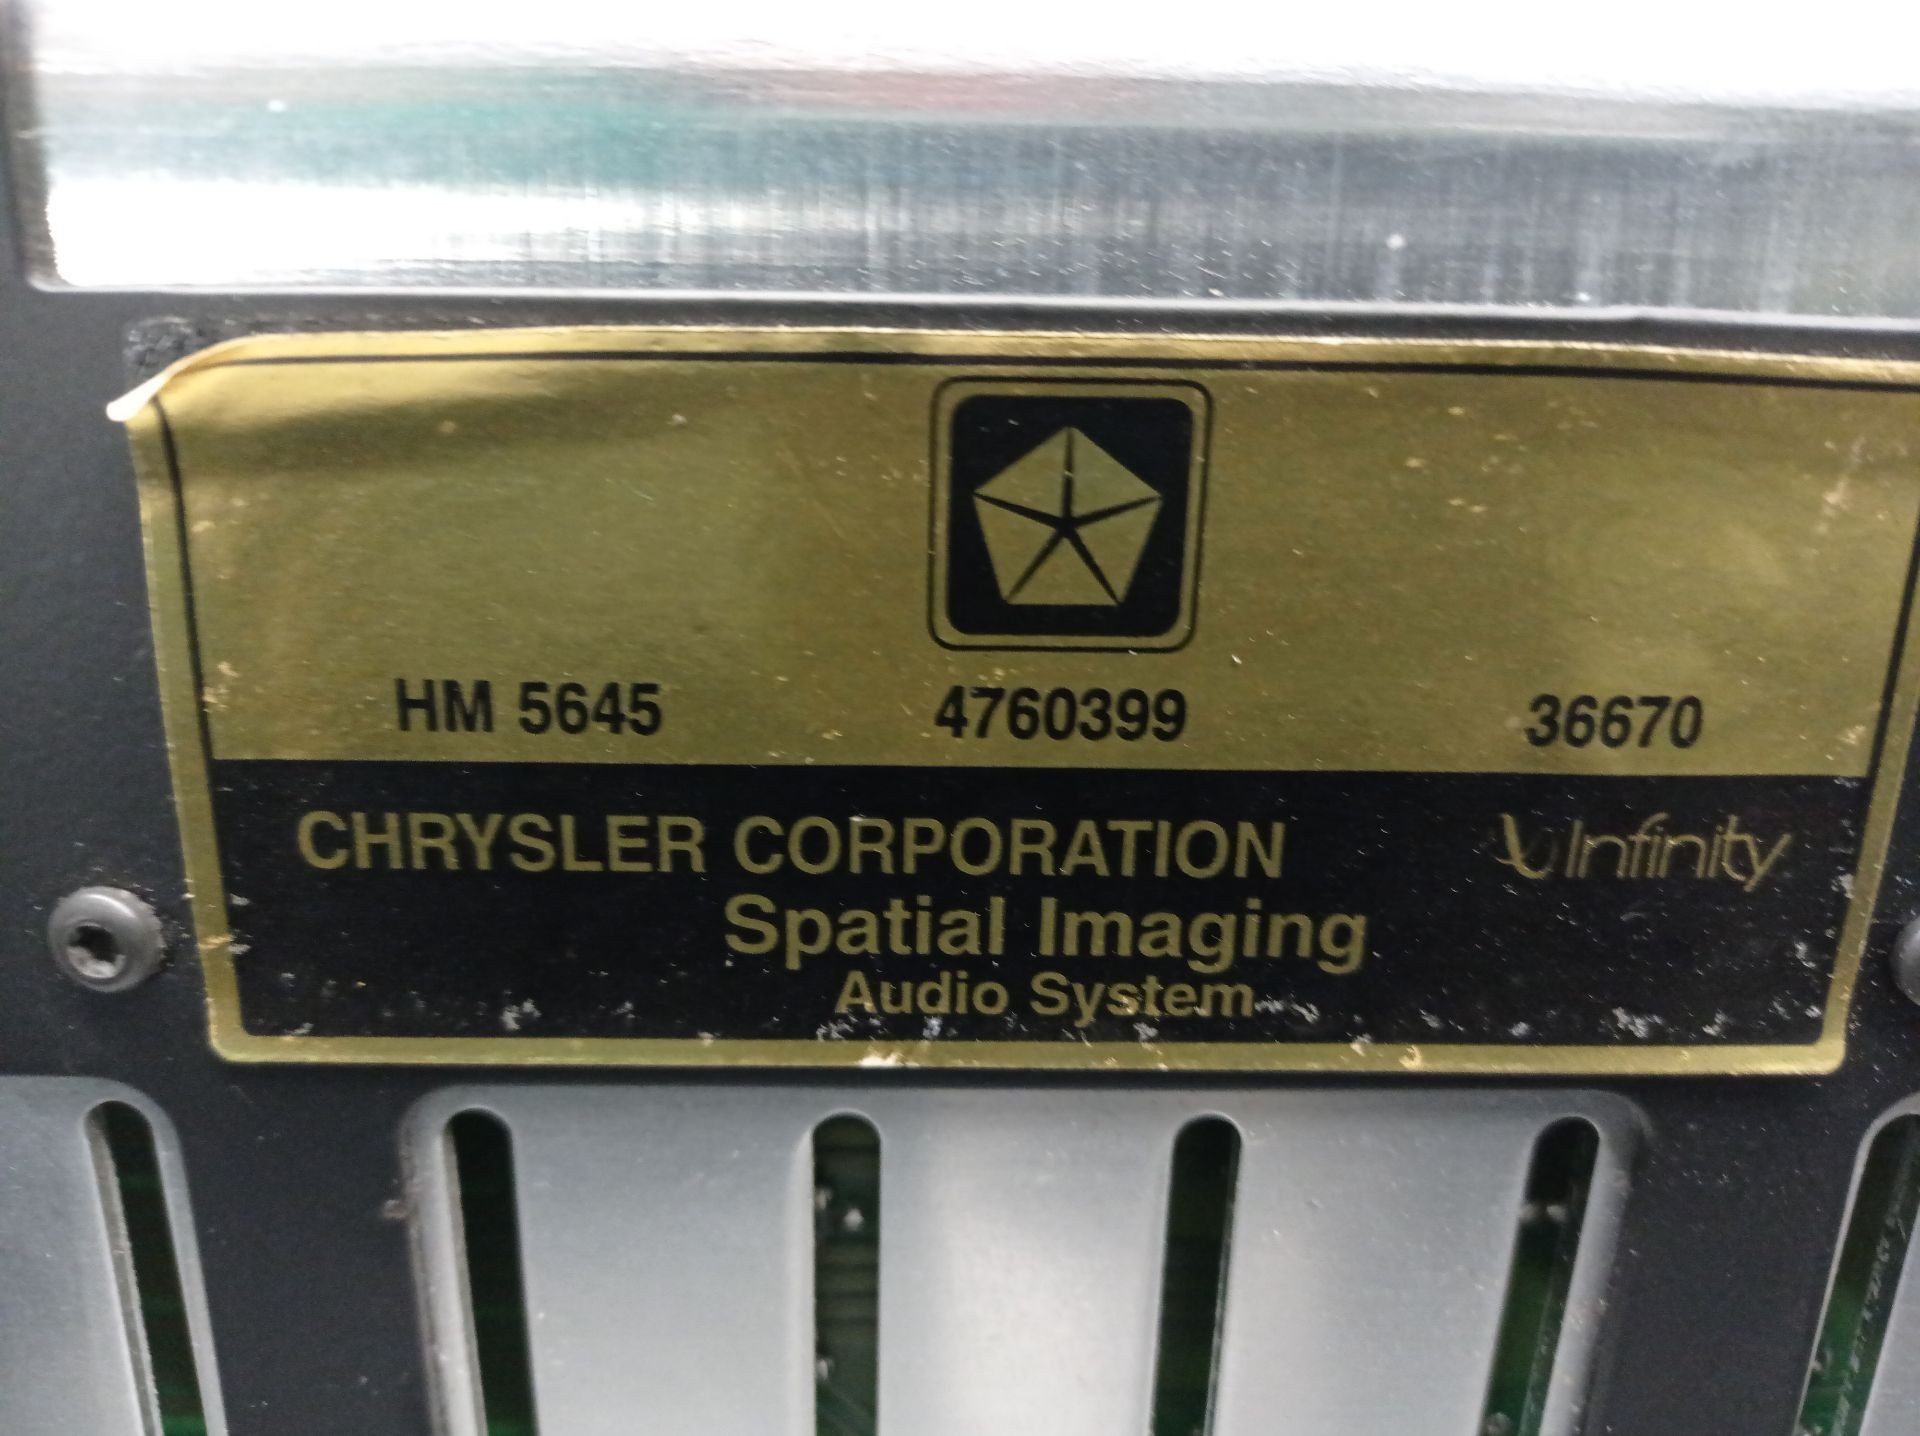 HM 5645 4760399 36670
CHRYSLER CORPORATION Infinity
Spatial Imaging
Audio System